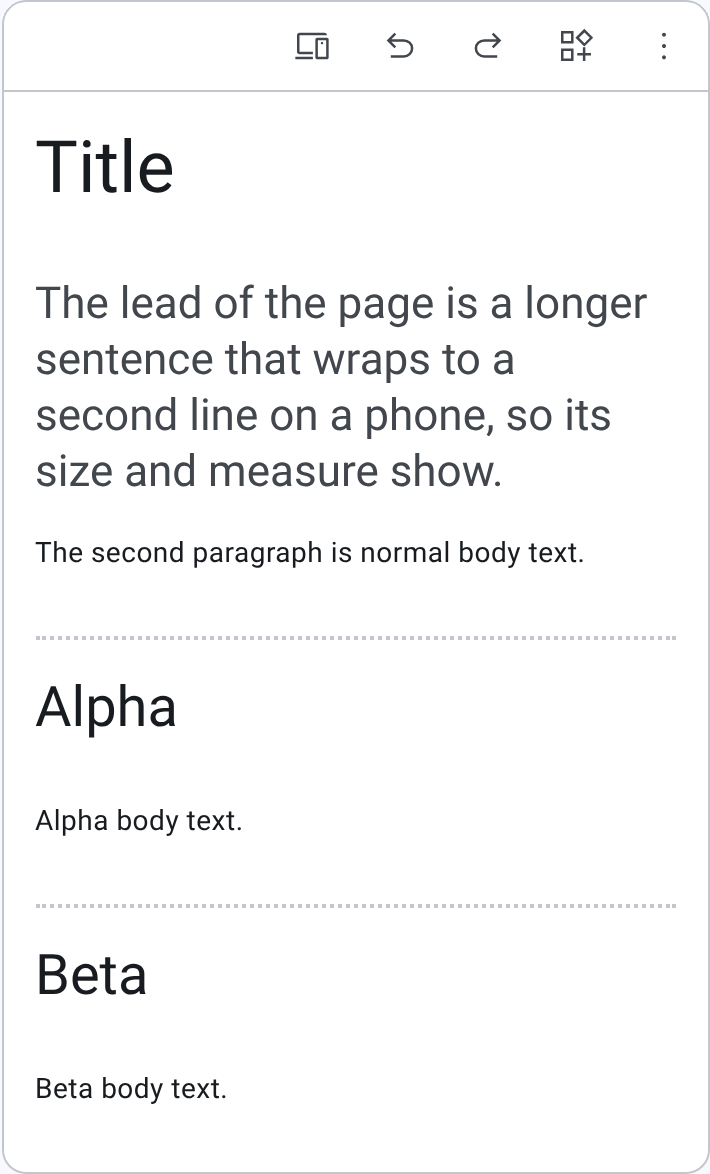 Title
The lead of the page is a longer
sentence that wraps to a
second line on a phone, so its
size and measure show.
The second paragraph is normal body text.
Alpha
Alpha body text.
Beta
Beta body text.